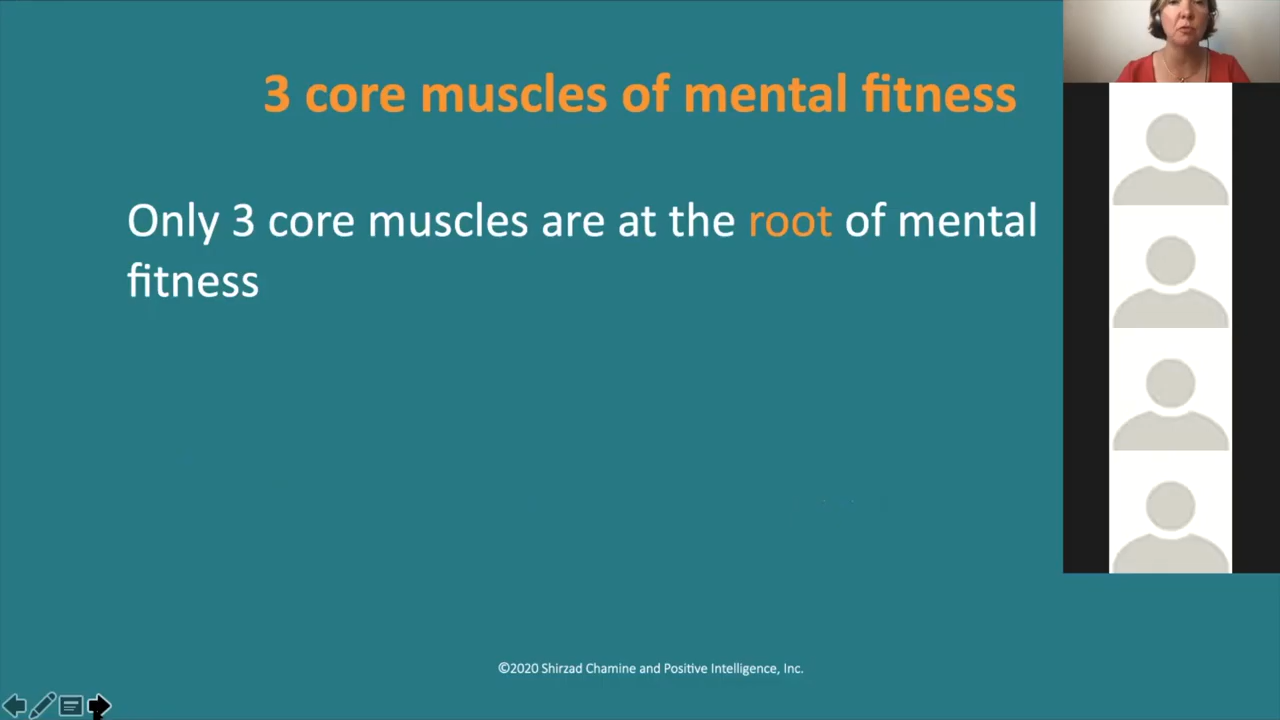 3 core muscles of mental fitness
Only 3 core muscles are at the root of mental
fitness
©2020 Shirzad Chamine and Positive Intelligence, Inc.